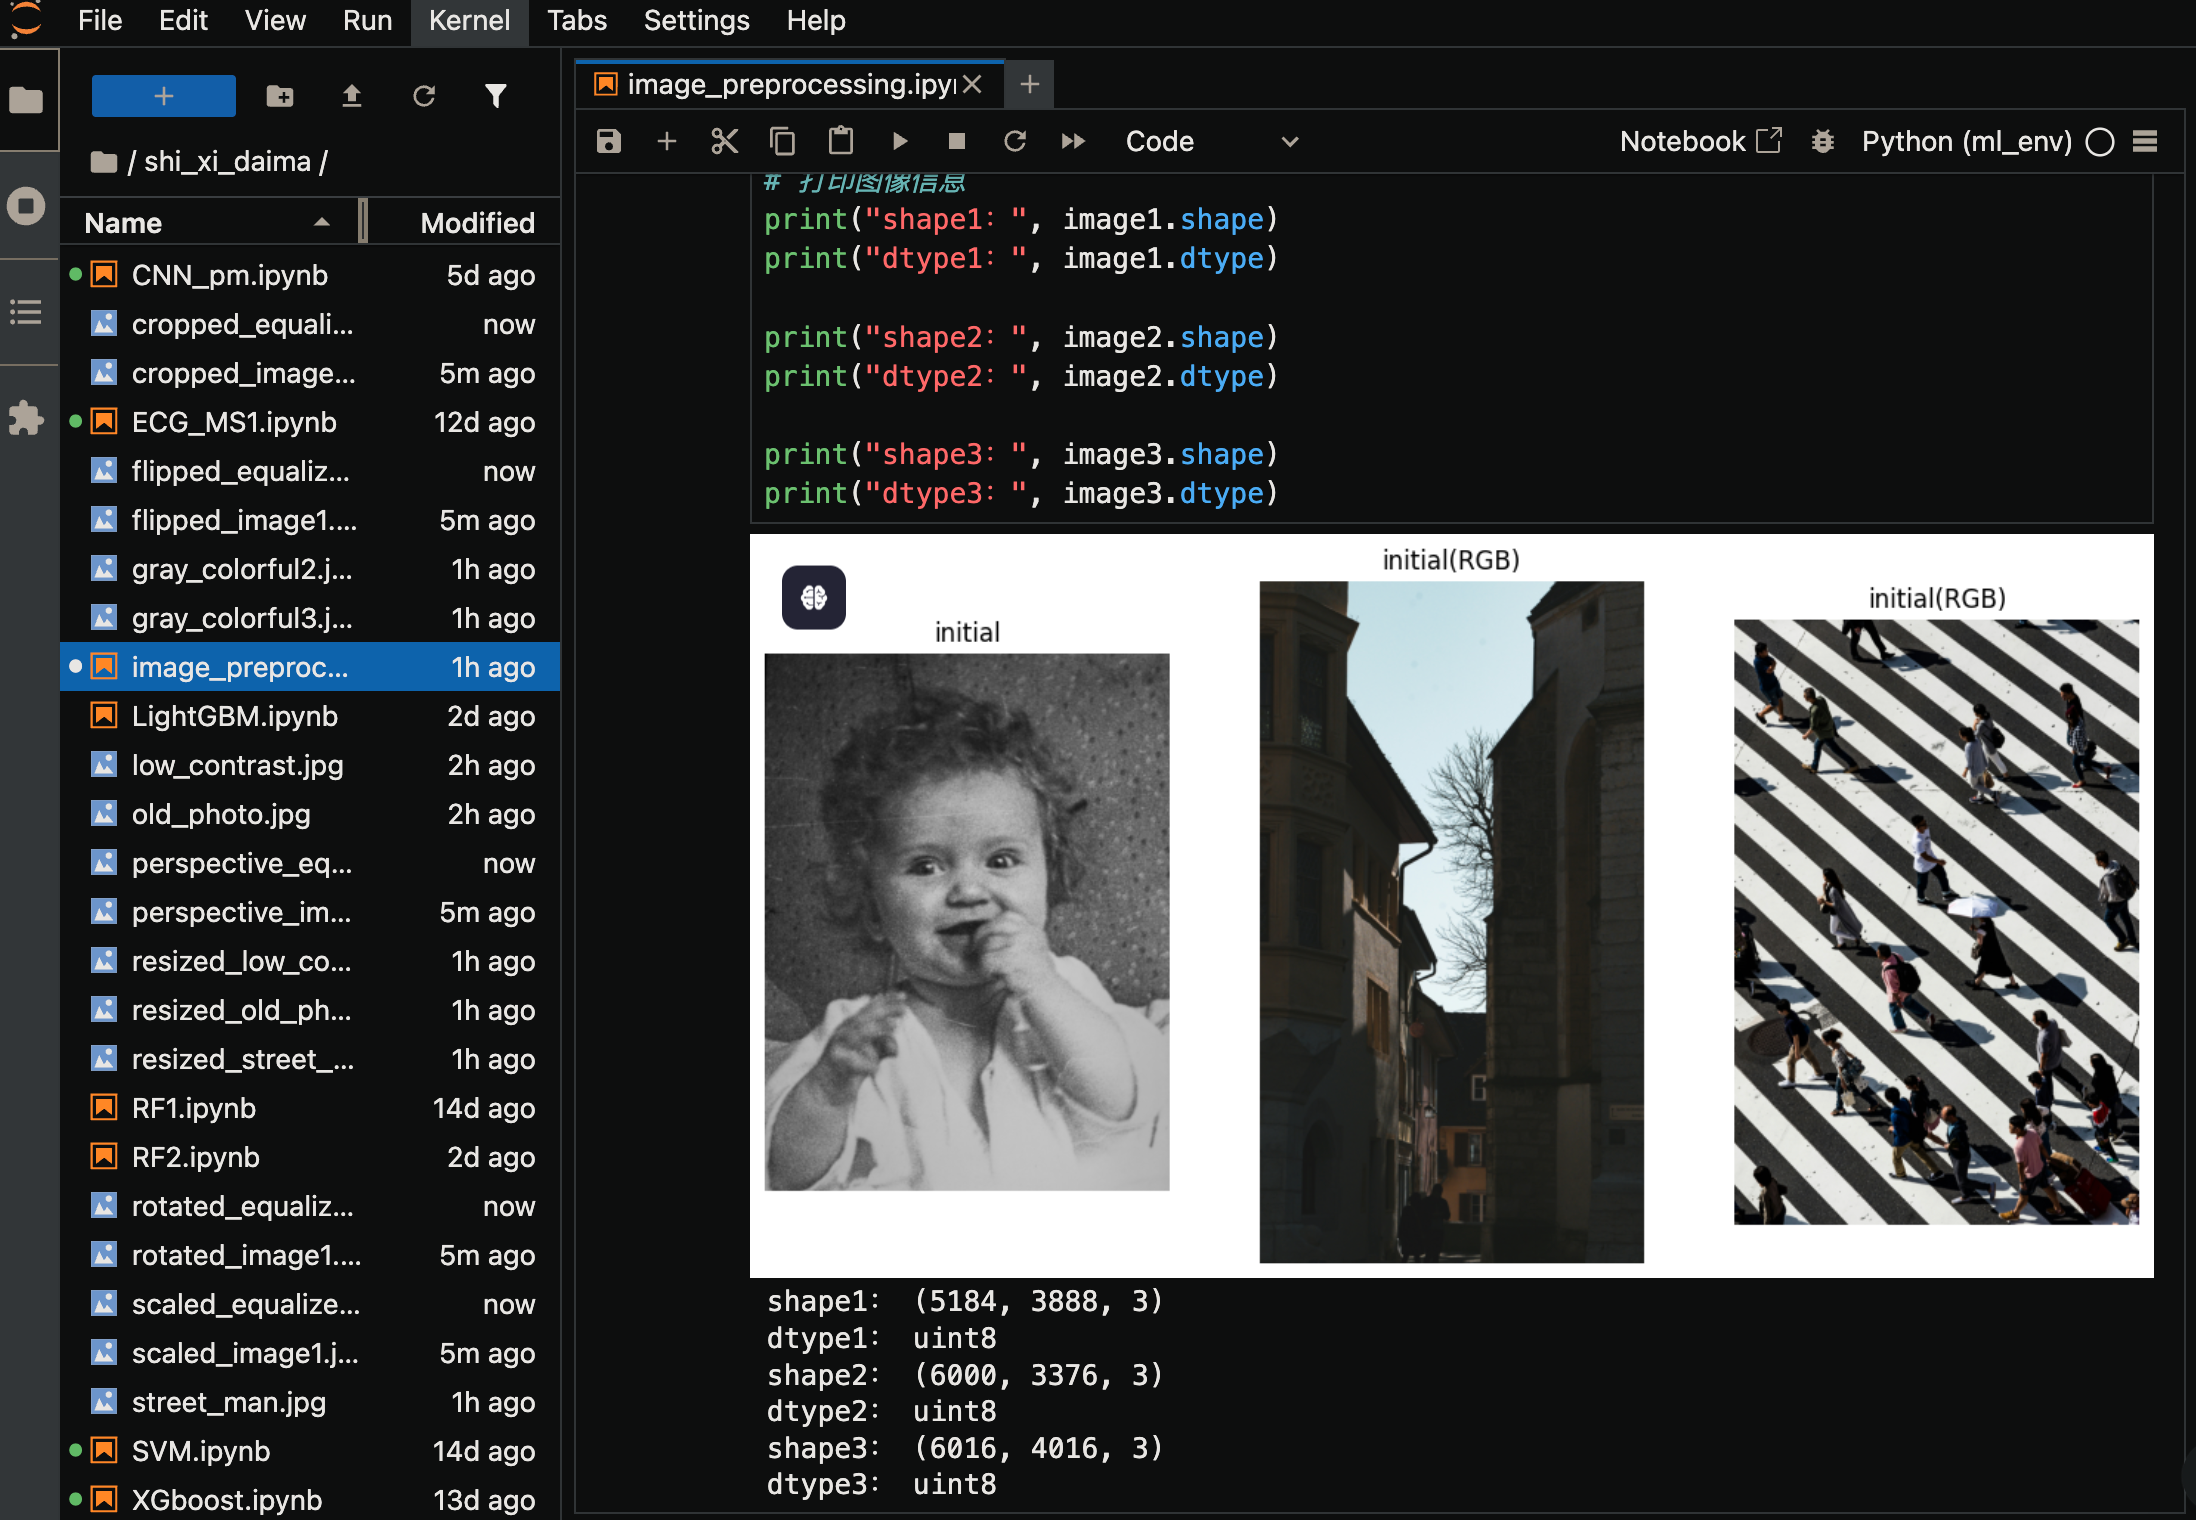 File Edit View Run Kernel Tabs Settings Help
/ shi_xi_daima /
Name Modified
CNN_pm.ipynb 5d ago
cropped_equali... now
cropped_image... 5m ago
ECG_MS1.ipynb 12d ago
flipped_equaliz... now
flipped_image1.... 5m ago
gray_colorful2.j... 1h ago
gray_colorful3.j... 1h ago
image_preproc... 1h ago
LightGBM.ipynb 2d ago
low_contrast.jpg 2h ago
old_photo.jpg 2h ago
perspective_eq... now
perspective_im... 5m ago
resized_low_co... 1h ago
resized_old_ph... 1h ago
resized_street_... 1h ago
RF1.ipynb 14d ago
RF2.ipynb 2d ago
rotated_equaliz... now
rotated_image1.... 5m ago
scaled_equalize... now
scaled_image1.j... 5m ago
street_man.jpg 1h ago
SVM.ipynb 14d ago
XGboost.ipynb 13d ago
image_preprocessing.ipyn
Code Notebook Python (ml_env)
# 打印图像信息
print("shape1：", image1.shape)
print("dtype1：", image1.dtype)
print("shape2：", image2.shape)
print("dtype2：", image2.dtype)
print("shape3：", image3.shape)
print("dtype3：", image3.dtype)
initial
initial(RGB)
initial(RGB)
shape1： (5184, 3888, 3)
dtype1： uint8
shape2： (6000, 3376, 3)
dtype2： uint8
shape3： (6016, 4016, 3)
dtype3： uint8